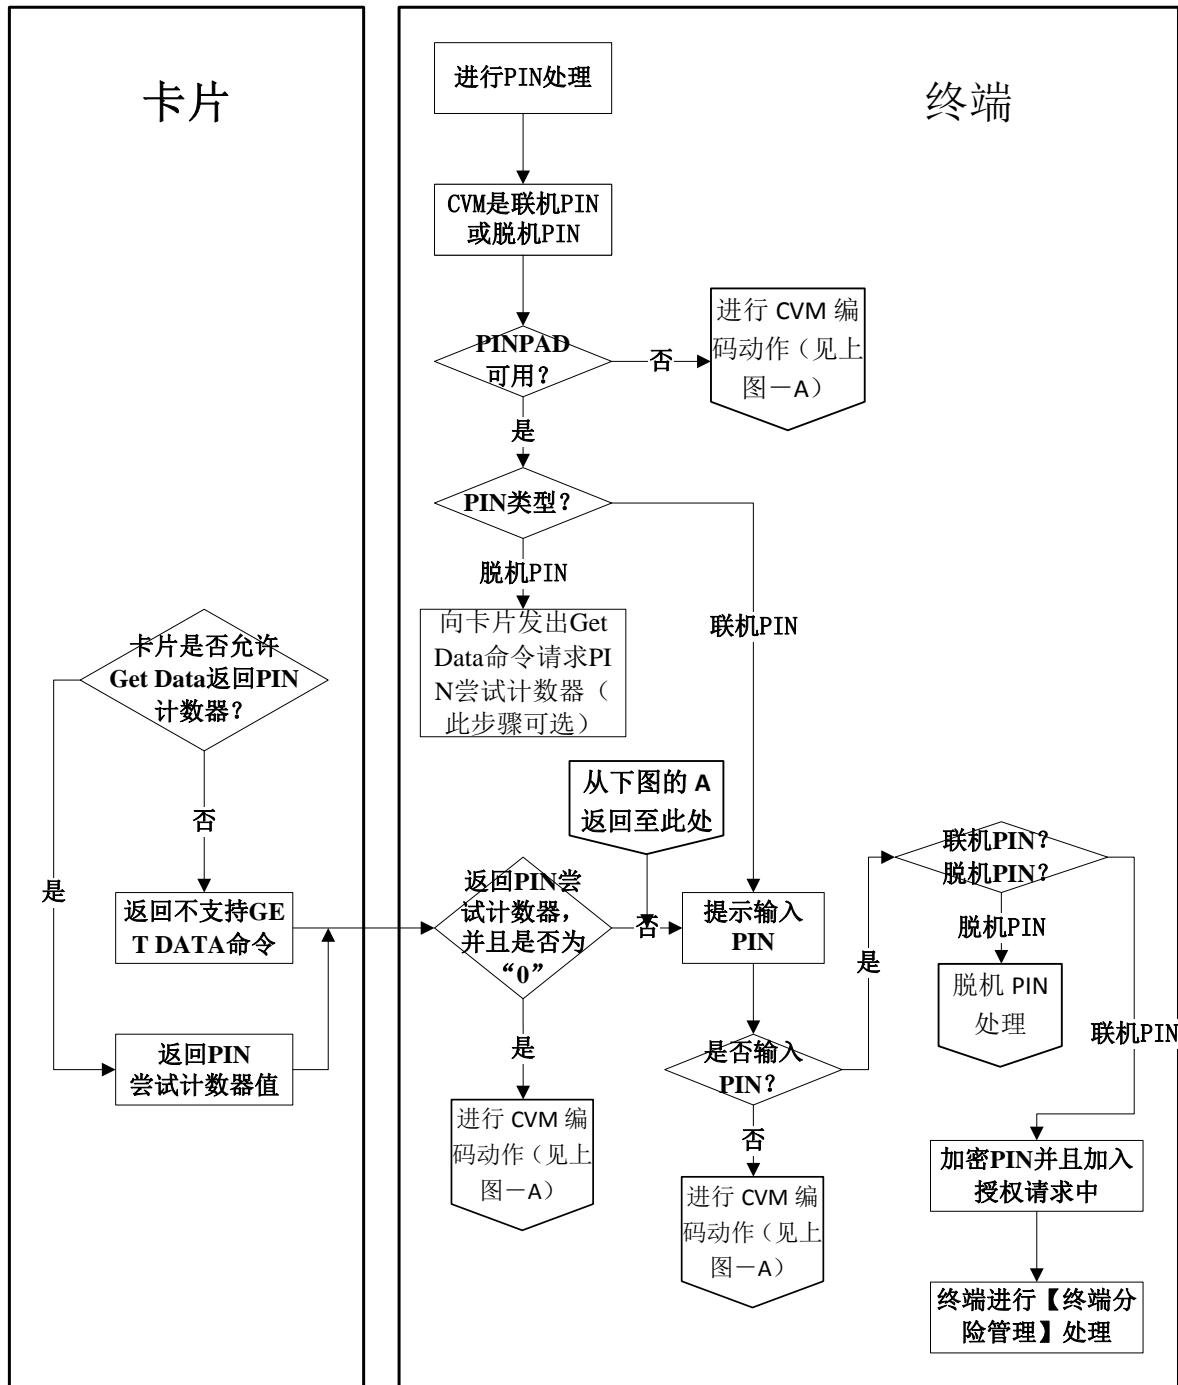 卡片
终端
进行PIN处理
CVM是联机PIN
或脱机PIN
进行 CVM 编
码动作（见上
图－A）
PINPAD
可用？
否
是
PIN类型？
脱机PIN
联机PIN
向卡片发出Get
Data命令请求PI
N尝试计数器（
此步骤可选）
卡片是否允许
Get Data返回PIN
计数器？
否
是
从下图的 A
返回至此处
返回不支持GE
T DATA命令
返回PIN
尝试计数器值
返回PIN尝
试计数器，
并且是否为
“0”
否
是
提示输入
PIN
联机PIN？
脱机PIN？
脱机PIN
联机PIN
脱机 PIN
处理
是否输入
PIN？
是
否
进行 CVM 编
码动作（见上
图－A）
进行 CVM 编
码动作（见上
图－A）
加密PIN并且加入
授权请求中
终端进行【终端分
险管理】处理